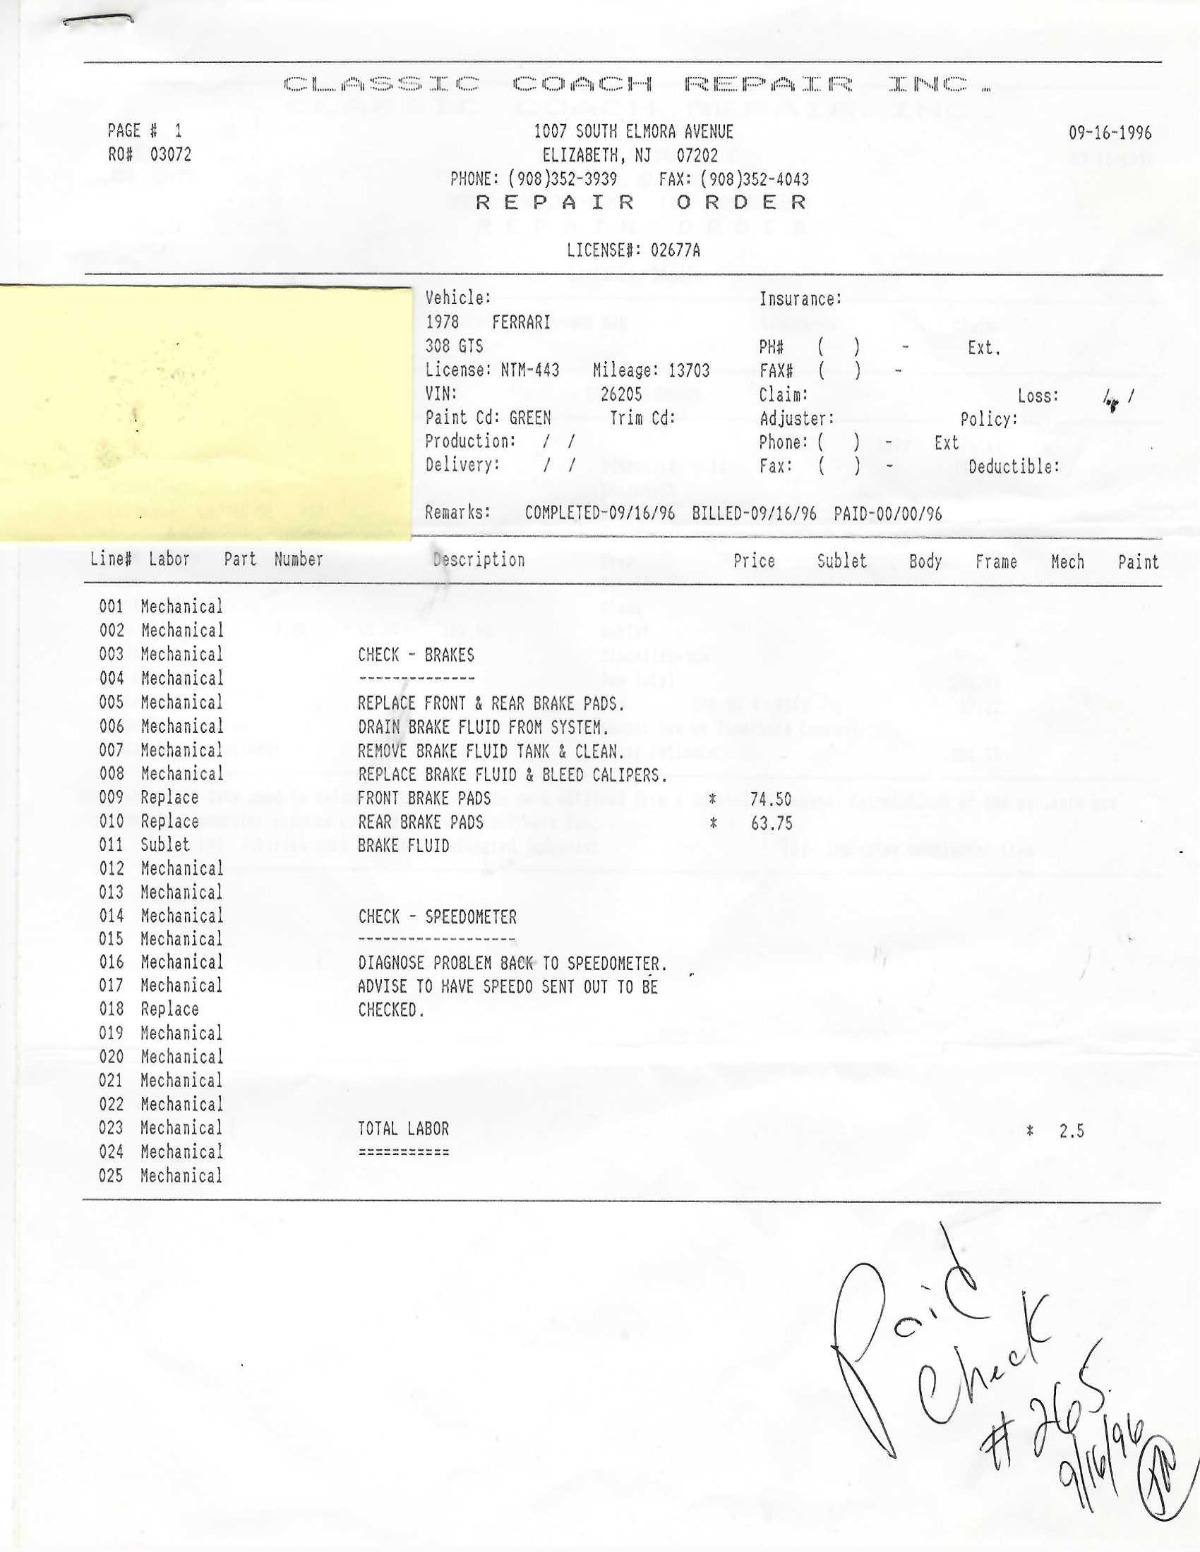 CLASSIC COACH REPAIR INC.
PAGE # 1 1007 SOUTH ELMORA AVENUE 09-16-1996
RO# 03072 ELIZABETH, NJ 07202
PHONE: (908)352-3939 FAX: (908)352-4043
REPAIR ORDER
LICENSE#: 02677A
Vehicle: Insurance:
1978 FERRARI
308 GTS PH# ( ) - Ext.
License: NTM-443 Mileage: 13703 FAX# ( ) -
VIN: 26205 Claim: Loss: / /
Paint Cd: GREEN Trim Cd: Adjuster: Policy:
Production: / / Phone: ( ) - Ext
Delivery: / / Fax: ( ) - Deductible:
Remarks: COMPLETED-09/16/96 BILLED-09/16/96 PAID-00/00/96
Line# Labor Part Number Description Price Sublet Body Frame Mech Paint
001 Mechanical
002 Mechanical
003 Mechanical CHECK - BRAKES
004 Mechanical --------------
005 Mechanical REPLACE FRONT & REAR BRAKE PADS.
006 Mechanical DRAIN BRAKE FLUID FROM SYSTEM.
007 Mechanical REMOVE BRAKE FLUID TANK & CLEAN.
008 Mechanical REPLACE BRAKE FLUID & BLEED CALIPERS.
009 Replace FRONT BRAKE PADS * 74.50
010 Replace REAR BRAKE PADS * 63.75
011 Sublet BRAKE FLUID
012 Mechanical
013 Mechanical
014 Mechanical CHECK - SPEEDOMETER
015 Mechanical -------------------
016 Mechanical DIAGNOSE PROBLEM BACK TO SPEEDOMETER.
017 Mechanical ADVISE TO HAVE SPEEDO SENT OUT TO BE
018 Replace CHECKED.
019 Mechanical
020 Mechanical
021 Mechanical
022 Mechanical
023 Mechanical TOTAL LABOR * 2.5
024 Mechanical ===========
025 Mechanical
Paid
Check
# 265
9/16/96